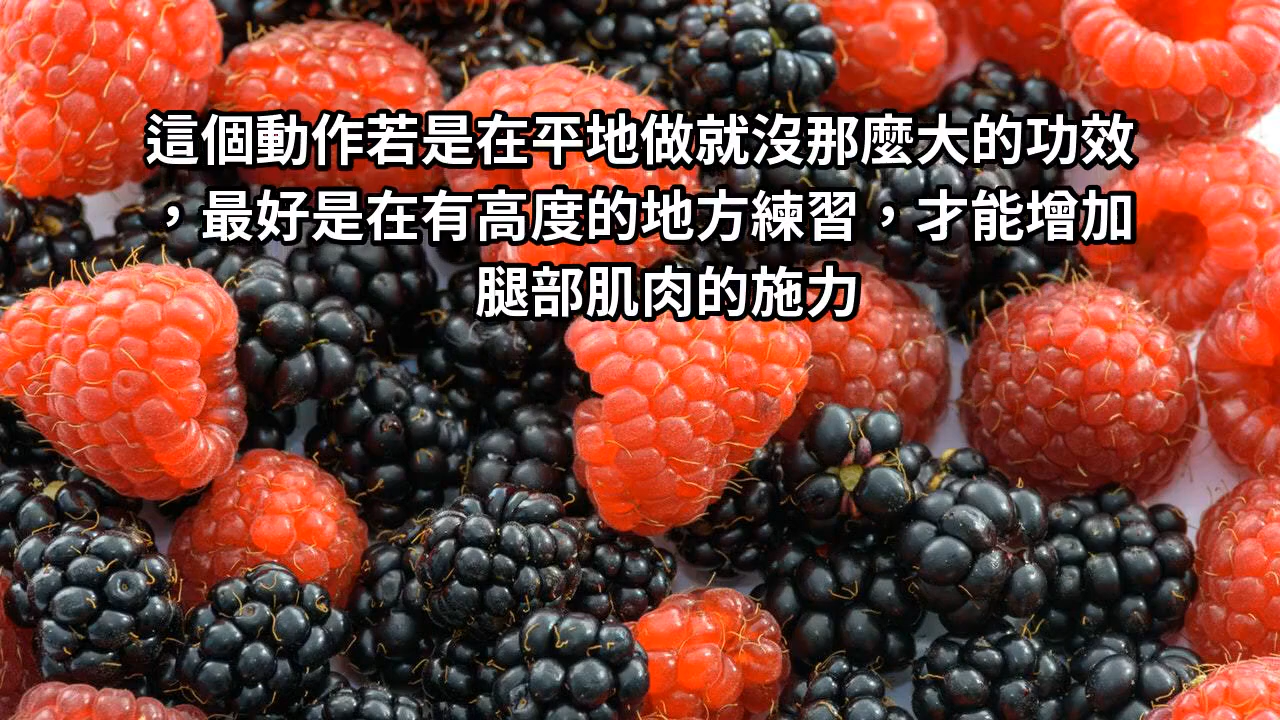 這個動作若是在平地做就沒那麼大的功效
，最好是在有高度的地方練習，才能增加
腿部肌肉的施力